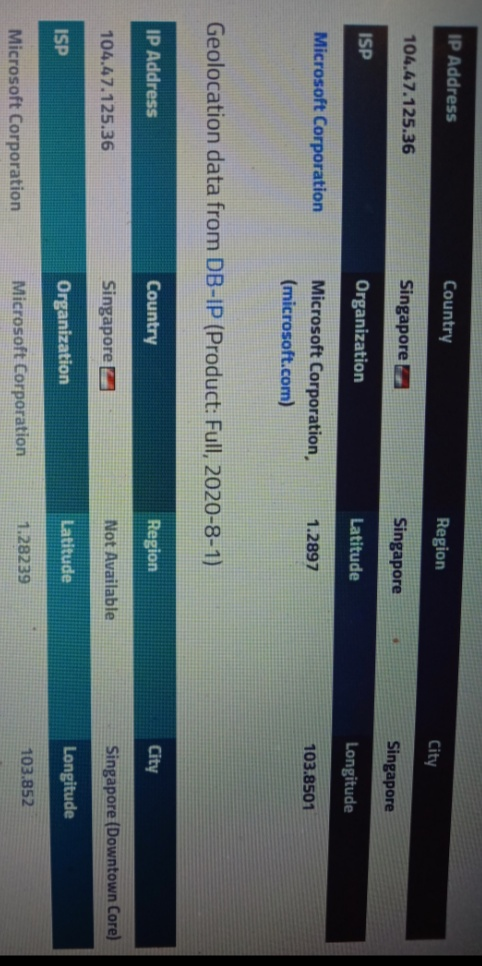 IP Address Country Region City
104.47.125.36 Singapore Singapore Singapore
ISP Organization Latitude Longitude
Microsoft Corporation Microsoft Corporation, 1.2897 103.8501
(microsoft.com)
Geolocation data from DB-IP (Product: Full, 2020-8-1)
IP Address Country Region City
104.47.125.36 Singapore Not Available Singapore (Downtown Core)
ISP Organization Latitude Longitude
Microsoft Corporation Microsoft Corporation 1.28239 103.852